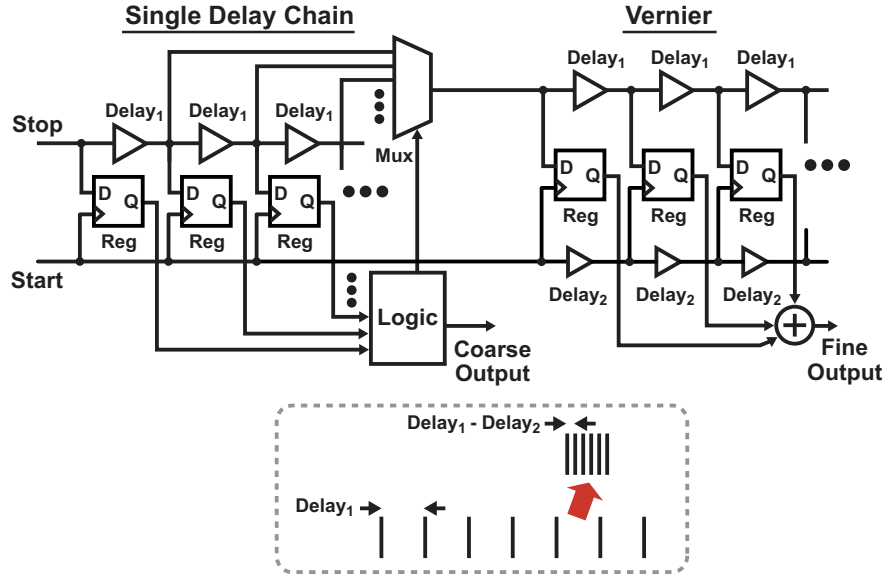 Single Delay Chain
Vernier
Delay₁ Delay₁ Delay₁
Stop
Mux
D Q
D Q
D Q
Reg Reg Reg
Start
Logic
Coarse
Output
Delay₁ Delay₁ Delay₁
D Q
D Q
D Q
Reg Reg Reg
Delay₂ Delay₂ Delay₂
+
Fine
Output
Delay₁ - Delay₂
Delay₁